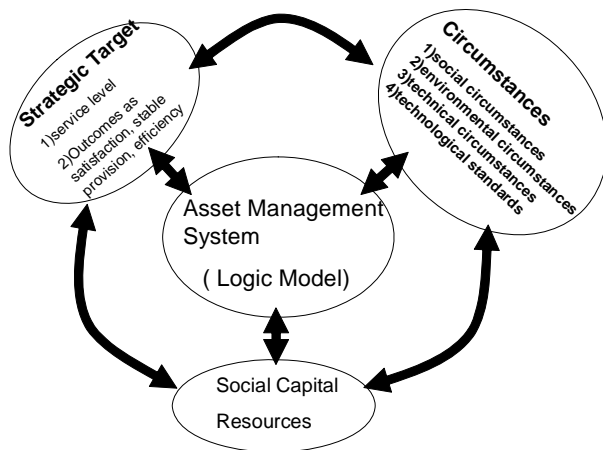 Strategic Target
1)service level
2)Outcomes as
satisfaction, stable
provision, efficiency
Circumstances
1)social circumstances
2)environmental circumstances
3)technical circumstances
4)technological standards
Asset Management
System
( Logic Model)
Social Capital
Resources